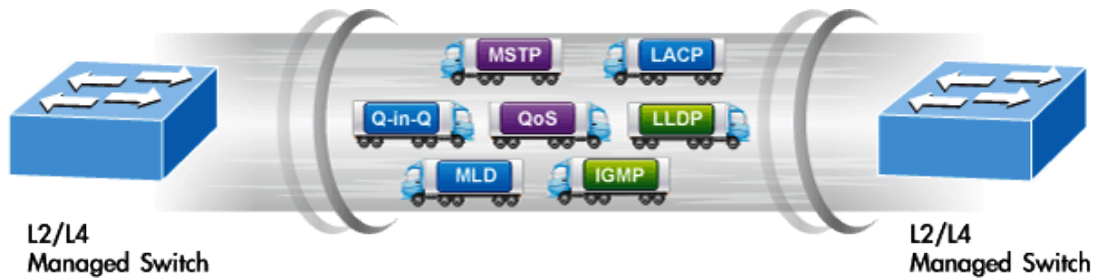 MSTP
LACP
Q-in-Q
QoS
LLDP
MLD
IGMP
L2/L4
Managed Switch
L2/L4
Managed Switch